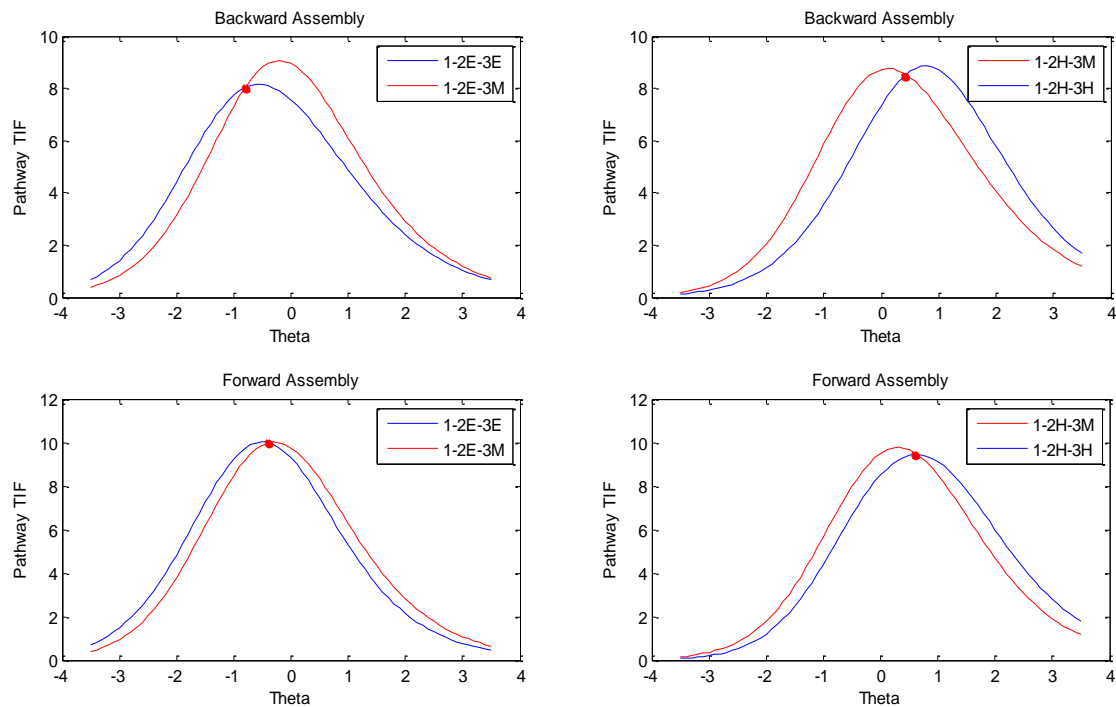 Backward Assembly
10
8
6
4
2
0
-4 -3 -2 -1 0 1 2 3 4
Pathway TIF
Theta
1-2E-3E
1-2E-3M
Backward Assembly
10
8
6
4
2
0
-4 -3 -2 -1 0 1 2 3 4
Pathway TIF
Theta
1-2H-3M
1-2H-3H
Forward Assembly
12
10
8
6
4
2
0
-4 -3 -2 -1 0 1 2 3 4
Pathway TIF
Theta
1-2E-3E
1-2E-3M
Forward Assembly
12
10
8
6
4
2
0
-4 -3 -2 -1 0 1 2 3 4
Pathway TIF
Theta
1-2H-3M
1-2H-3H